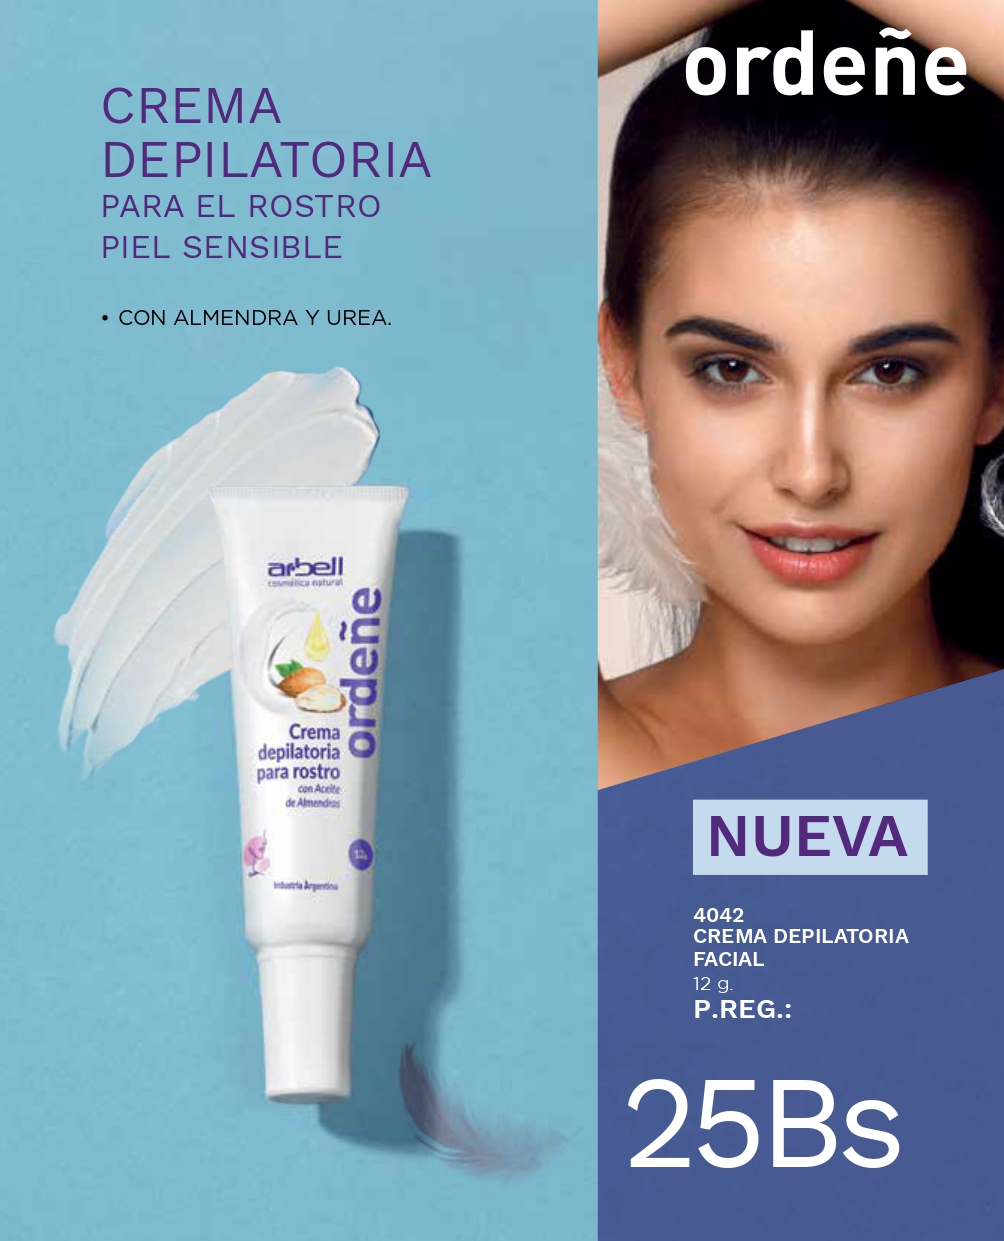 CREMA
DEPILATORIA
PARA EL ROSTRO
PIEL SENSIBLE
• CON ALMENDRA Y UREA.
arbell
cosmética natural
ordeñe
Crema
depilatoria
para rostro
con Aceite
de Almendras
Industria Argentina
ordeñe
NUEVA
4042
CREMA DEPILATORIA
FACIAL
12 g.
P.REG.:
25Bs